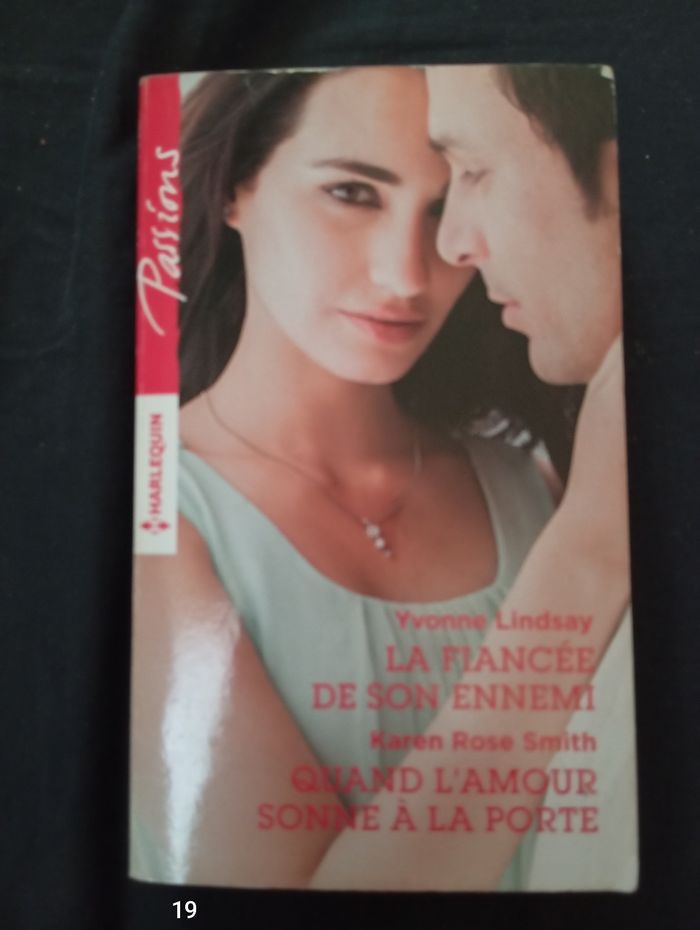 Passions
HARLEQUIN
Yvonne Lindsay
LA FIANCÉE
DE SON ENNEMI
Karen Rose Smith
QUAND L'AMOUR
SONNE À LA PORTE
19